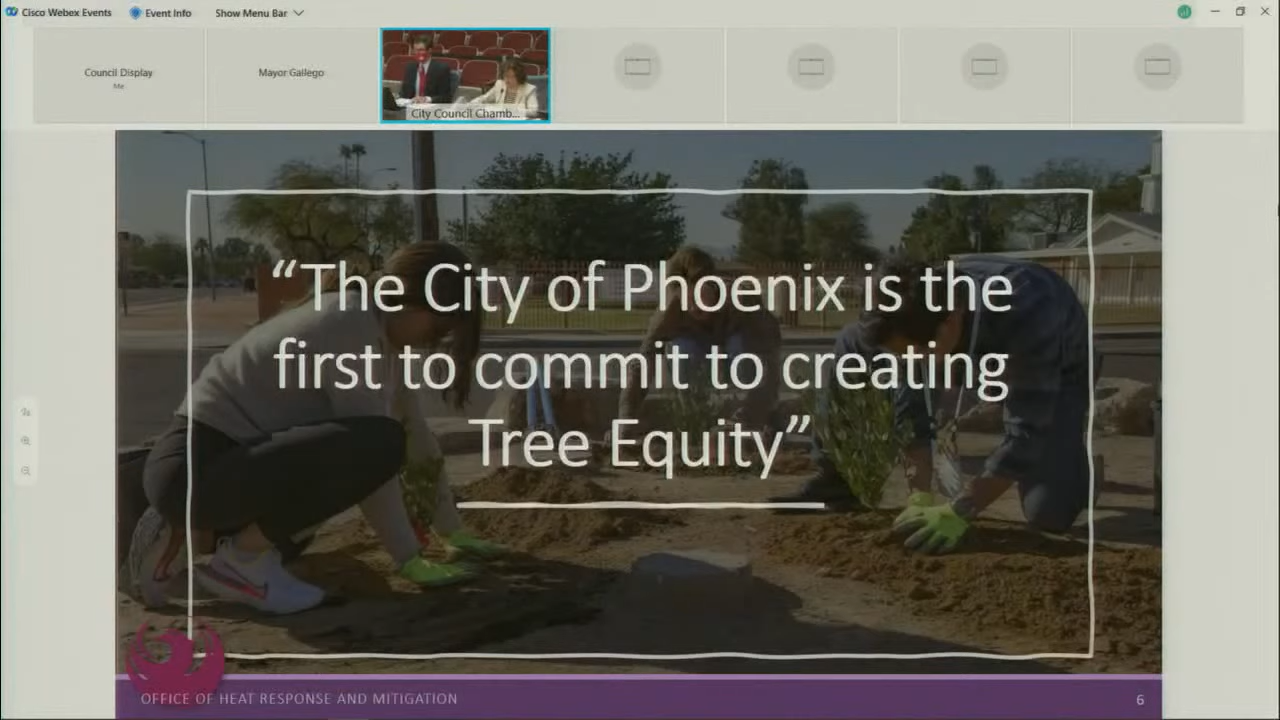 Cisco Webex Events
Event Info
Show Menu Bar
Council Display
Me
Mayor Gallego
City Council Chamb...
“The City of Phoenix is the
first to commit to creating
Tree Equity”
OFFICE OF HEAT RESPONSE AND MITIGATION
6